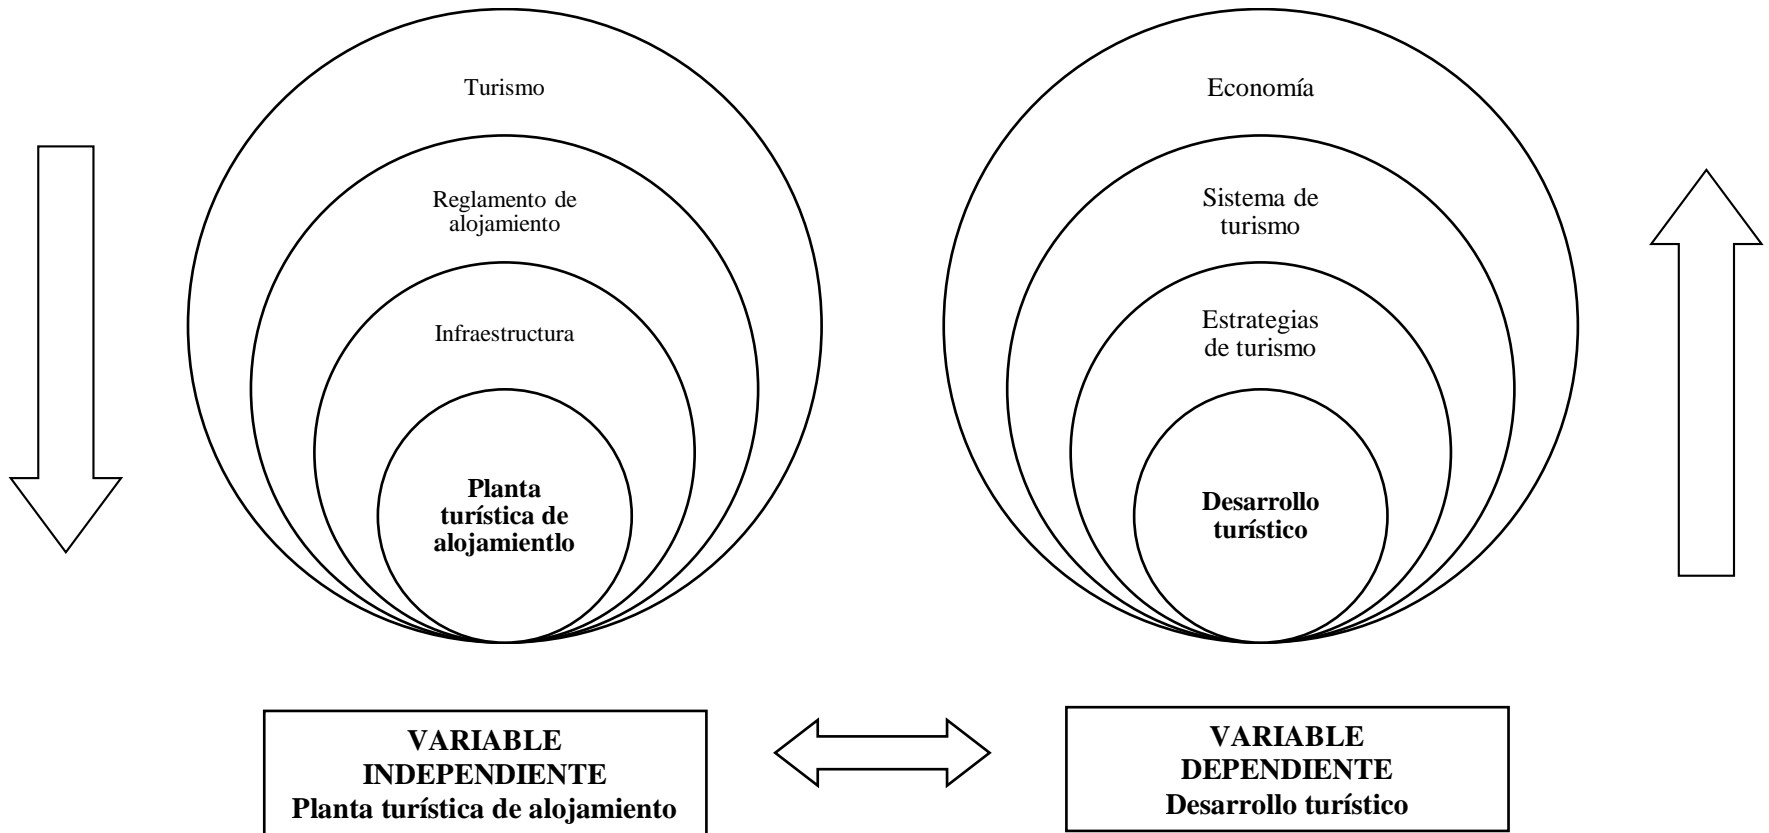 Turismo
Reglamento de
alojamiento
Infraestructura
Planta
turística de
alojamientlo
Economía
Sistema de
turismo
Estrategias
de turismo
Desarrollo
turístico
VARIABLE
INDEPENDIENTE
Planta turística de alojamiento
VARIABLE
DEPENDIENTE
Desarrollo turístico